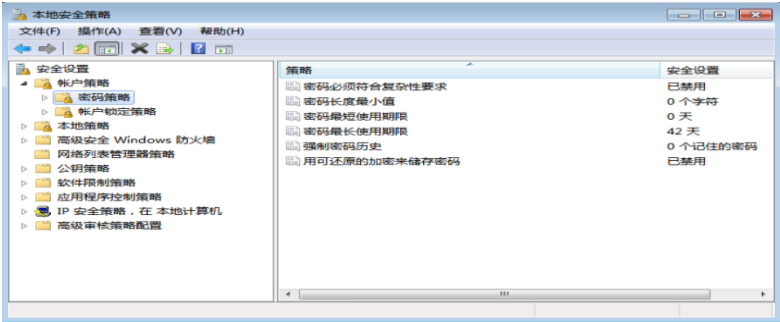 本地安全策略
文件(F) 操作(A) 查看(V) 帮助(H)
安全设置
帐户策略
密码策略
帐户锁定策略
本地策略
高级安全 Windows 防火墙
网络列表管理器策略
公钥策略
软件限制策略
应用程序控制策略
IP 安全策略，在 本地计算机
高级审核策略配置
策略 安全设置
密码必须符合复杂性要求 已禁用
密码长度最小值 0 个字符
密码最短使用期限 0 天
密码最长使用期限 42 天
强制密码历史 0 个记住的密码
用可还原的加密来储存密码 已禁用